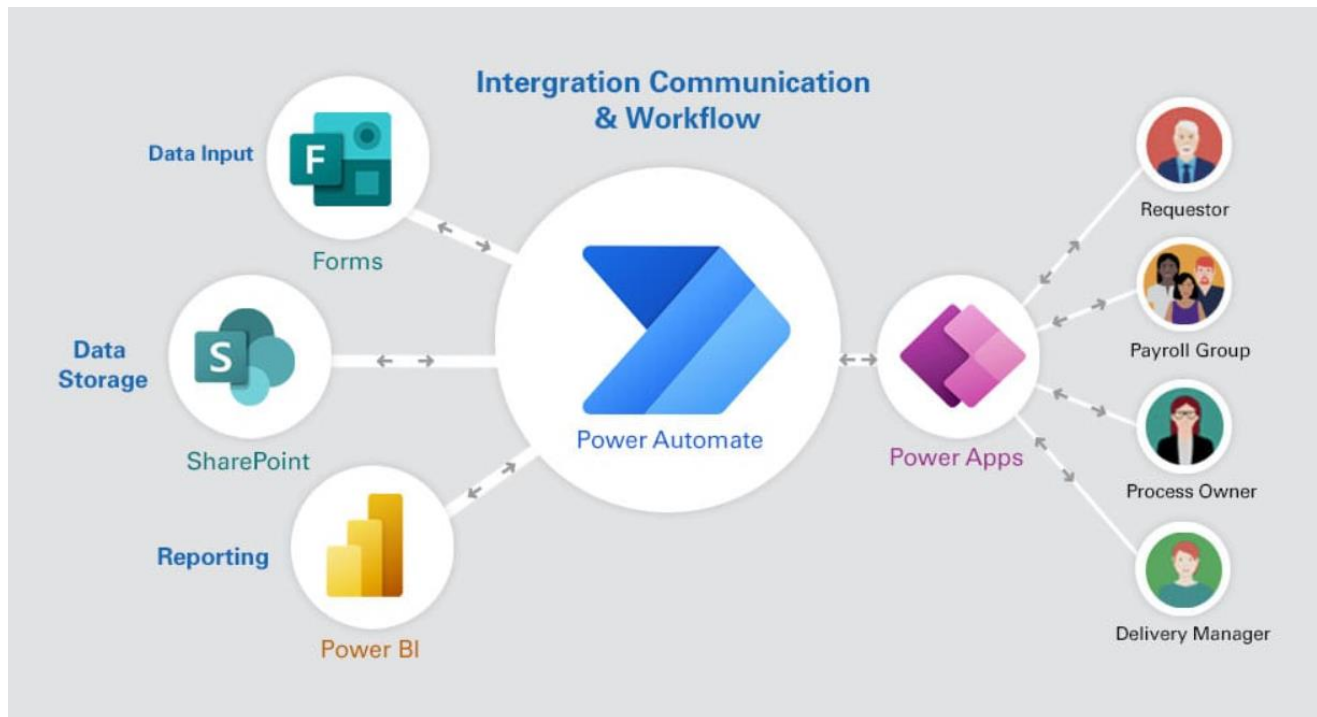 Intergration Communication
& Workflow
Data Input
F
Forms
Data
Storage
S
SharePoint
Reporting
Power BI
Power Automate
Power Apps
Requestor
Payroll Group
Process Owner
Delivery Manager